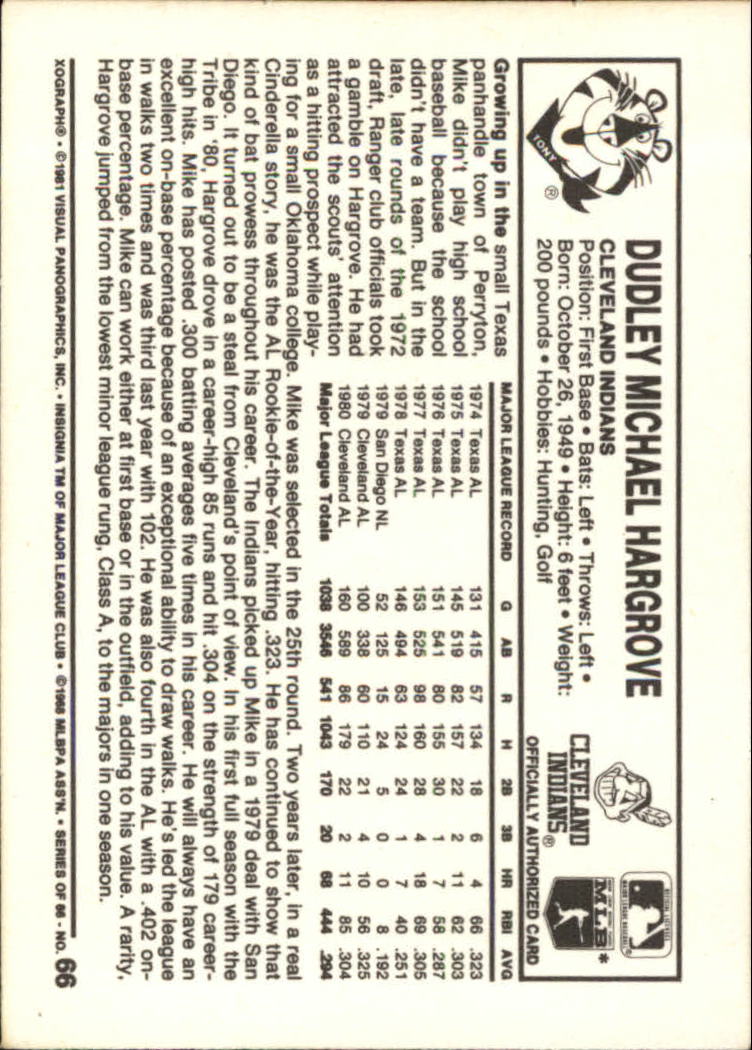 TONY
®
DUDLEY MICHAEL HARGROVE
CLEVELAND INDIANS
Position: First Base • Bats: Left • Throws: Left •
Born: October 26, 1949 • Height: 6 feet • Weight:
200 pounds • Hobbies: Hunting, Golf
CLEVELAND
INDIANS®
MLB*
OFFICIALLY AUTHORIZED CARD
MAJOR LEAGUE RECORD G AB R H 2B 3B HR RBI AVG
1974 Texas AL 131 415 57 134 18 6 4 66 .323
1975 Texas AL 145 519 82 157 22 2 11 62 .303
1976 Texas AL 151 541 80 155 30 1 7 58 .287
1977 Texas AL 153 525 98 160 28 4 18 69 .305
1978 Texas AL 146 494 63 124 24 1 7 40 .251
1979 San Diego NL 52 125 15 24 5 0 0 8 .192
1979 Cleveland AL 100 338 60 110 21 4 10 56 .325
1980 Cleveland AL 160 589 86 179 22 2 11 85 .304
Major League Totals 1038 3546 541 1043 170 20 68 444 .294
Growing up in the small Texas
panhandle town of Perryton,
Mike didn't play high school
baseball because the school
didn't have a team. But in the
late, late rounds of the 1972
draft, Ranger club officials took
a gamble on Hargrove. He had
attracted the scouts' attention
as a hitting prospect while play-
ing for a small Oklahoma college. Mike was selected in the 25th round. Two years later, in a real
Cinderella story, he was the AL Rookie-of-the-Year, hitting .323. He has continued to show that
kind of bat prowess throughout his career. The Indians picked up Mike in a 1979 deal with San
Diego. It turned out to be a steal from Cleveland's point of view. In his first full season with the
Tribe in '80, Hargrove drove in a career-high 85 runs and hit .304 on the strength of 179 career-
high hits. Mike has posted .300 batting averages five times in his career. He will always have an
excellent on-base percentage because of an exceptional ability to draw walks. He's led the league
in walks two times and was third last year with 102. He was also fourth in the AL with a .402 on-
base percentage. Mike can work either at first base or in the outfield, adding to his value. A rarity,
Hargrove jumped from the lowest minor league rung, Class A, to the majors in one season.
XOGRAPH® • ©1981 VISUAL PANOGRAPHICS, INC. • INSIGNIA TM OF MAJOR LEAGUE CLUB • ©1968 MLBPA ASS'N. • SERIES OF 66 - NO. 66